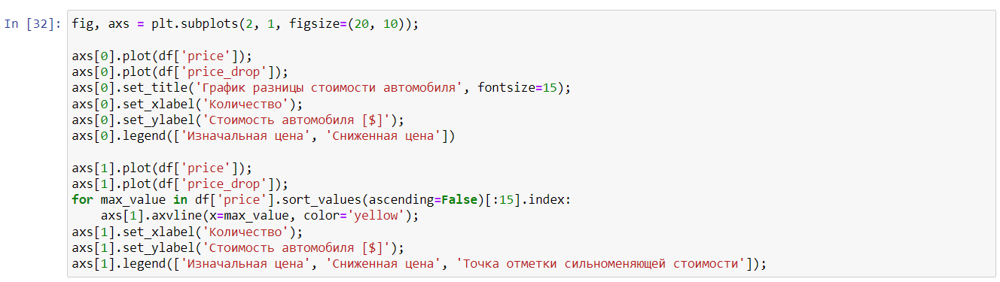 In [32]: fig, axs = plt.subplots(2, 1, figsize=(20, 10));
axs[0].plot(df['price']);
axs[0].plot(df['price_drop']);
axs[0].set_title('График разницы стоимости автомобиля', fontsize=15);
axs[0].set_xlabel('Количество');
axs[0].set_ylabel('Стоимость автомобиля [$]');
axs[0].legend(['Изначальная цена', 'Сниженная цена'])
axs[1].plot(df['price']);
axs[1].plot(df['price_drop']);
for max_value in df['price'].sort_values(ascending=False)[:15].index:
    axs[1].axvline(x=max_value, color='yellow');
axs[1].set_xlabel('Количество');
axs[1].set_ylabel('Стоимость автомобиля [$]');
axs[1].legend(['Изначальная цена', 'Сниженная цена', 'Точка отметки сильноменяющей стоимости']);